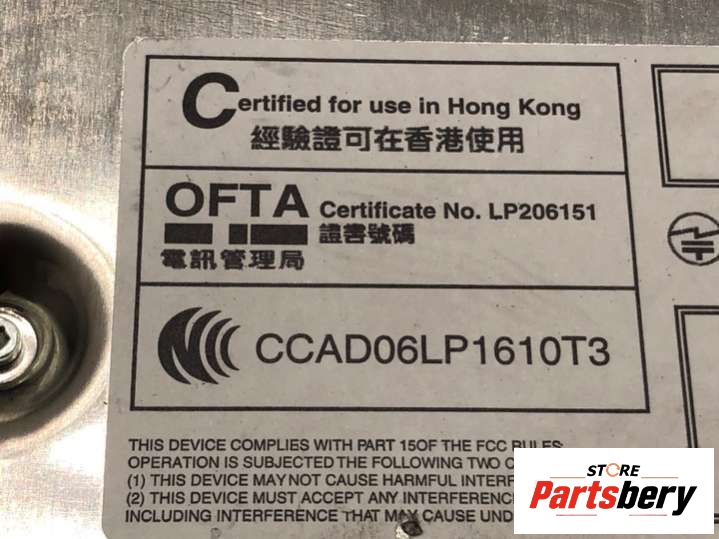 Certified for use in Hong Kong
經驗證可在香港使用
OFTA Certificate No. LP206151
證書號碼
電訊管理局
CCAD06LP1610T3
THIS DEVICE COMPLIES WITH PART 15OF THE FCC RULES:
OPERATION IS SUBJECTED THE FOLLOWING TWO
(1) THIS DEVICE MAY NOT CAUSE HARMFUL
(2) THIS DEVICE MUST ACCEPT ANY INTERFERENCE
INCLUDING INTERFERENCE THAT MAY CAUSE
STORE
Partsbery